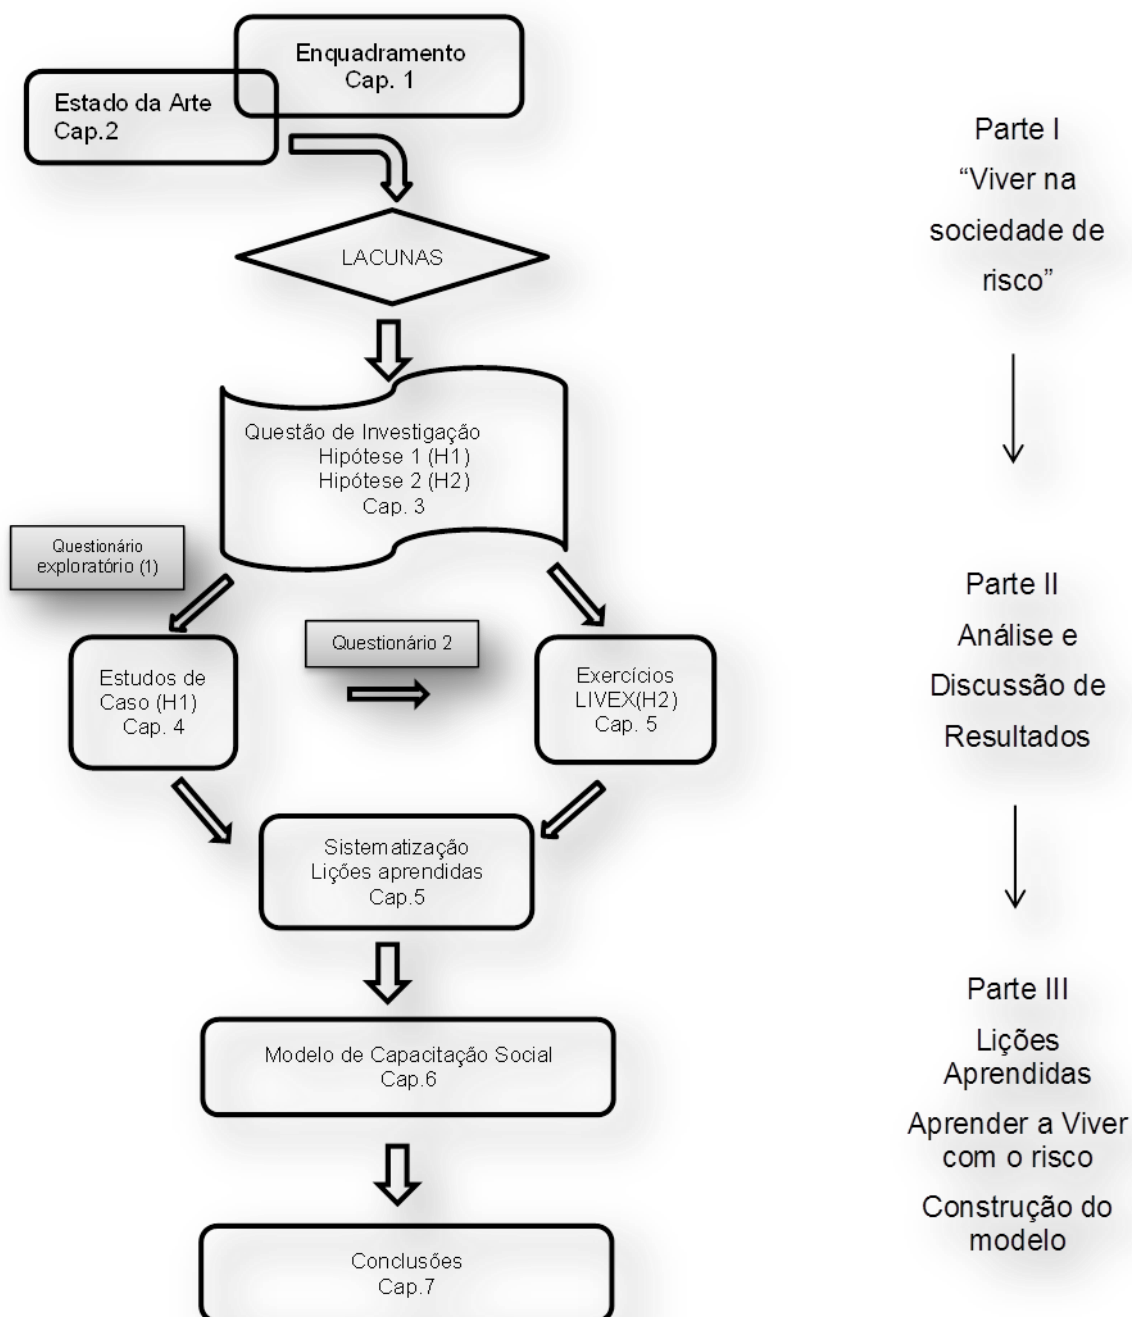 Enquadramento
Cap. 1
Estado da Arte
Cap.2
LACUNAS
Questão de Investigação
Hipótese 1 (H1)
Hipótese 2 (H2)
Cap. 3
Questionário
exploratório (1)
Questionário 2
Estudos de
Caso (H1)
Cap. 4
Exercícios
LIVEX(H2)
Cap. 5
Sistematização
Lições aprendidas
Cap.5
Modelo de Capacitação Social
Cap.6
Conclusões
Cap.7
Parte I
“Viver na
sociedade de
risco”
Parte II
Análise e
Discussão de
Resultados
Parte III
Lições
Aprendidas
Aprender a Viver
com o risco
Construção do
modelo